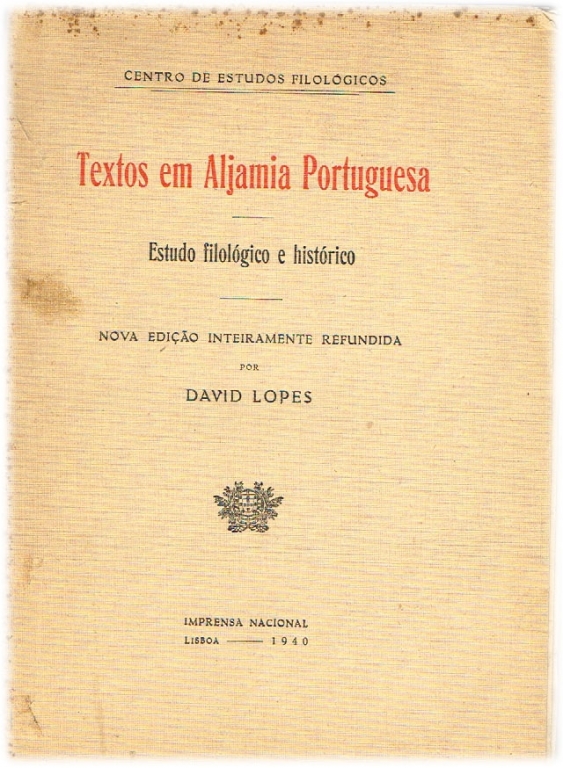 CENTRO DE ESTUDOS FILOLÓGICOS
Textos em Aljamia Portuguesa
Estudo filológico e histórico
NOVA EDIÇÃO INTEIRAMENTE REFUNDIDA
POR
DAVID LOPES
IMPRENSA NACIONAL
LISBOA —— 1940